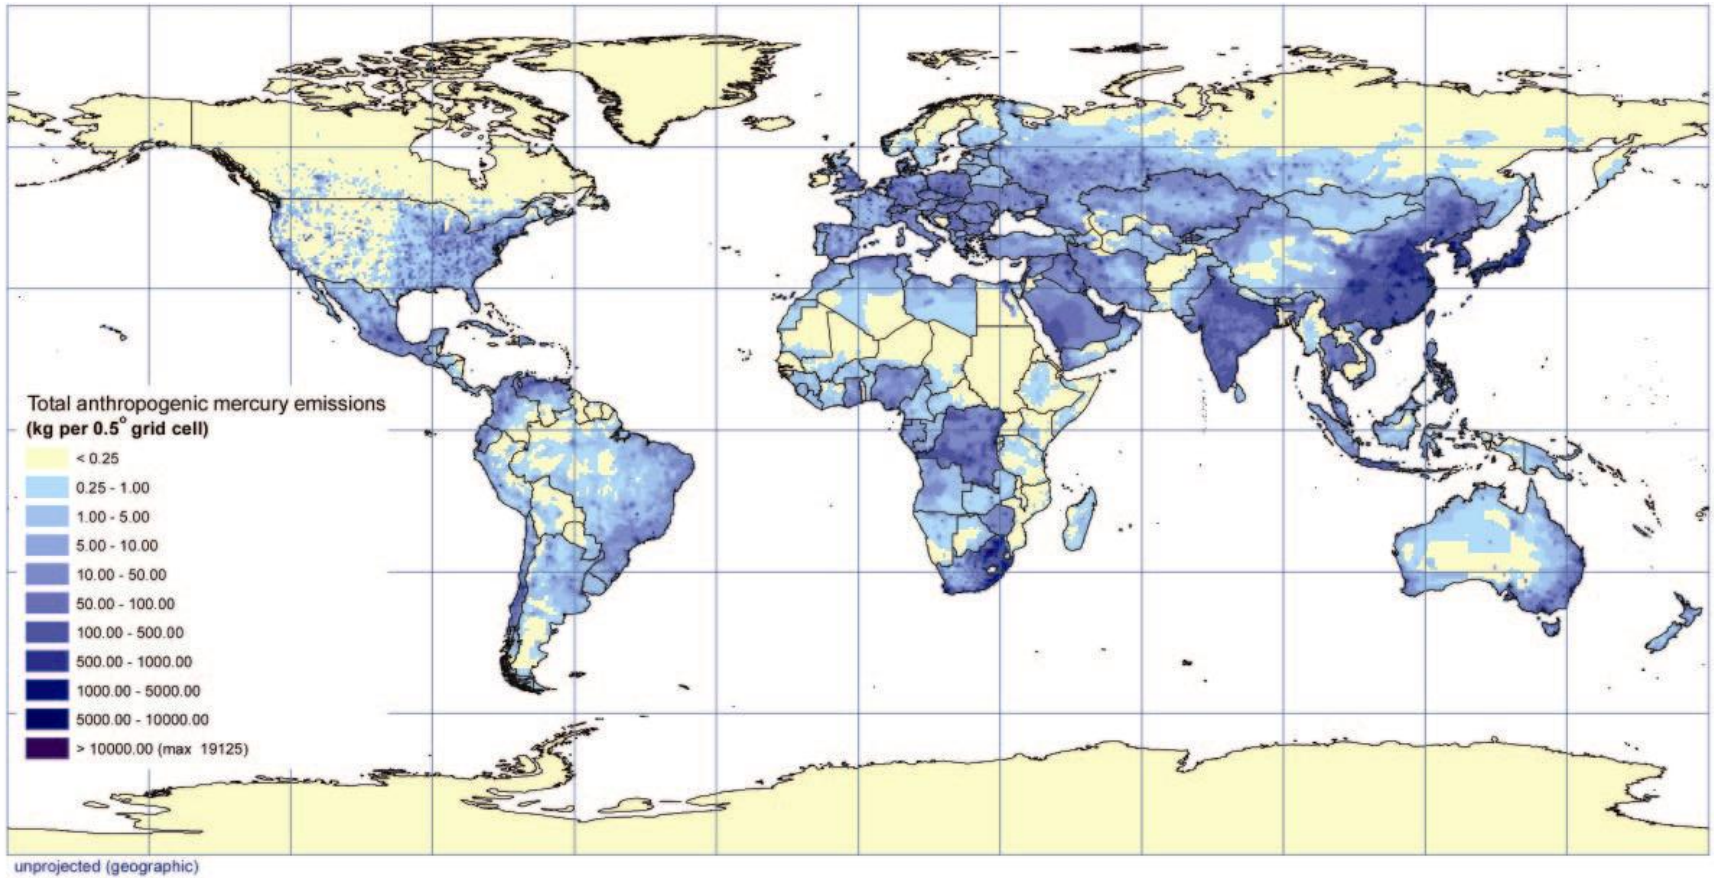 Total anthropogenic mercury emissions
(kg per 0.5° grid cell)
< 0.25
0.25 - 1.00
1.00 - 5.00
5.00 - 10.00
10.00 - 50.00
50.00 - 100.00
100.00 - 500.00
500.00 - 1000.00
1000.00 - 5000.00
5000.00 - 10000.00
> 10000.00 (max 19125)
unprojected (geographic)